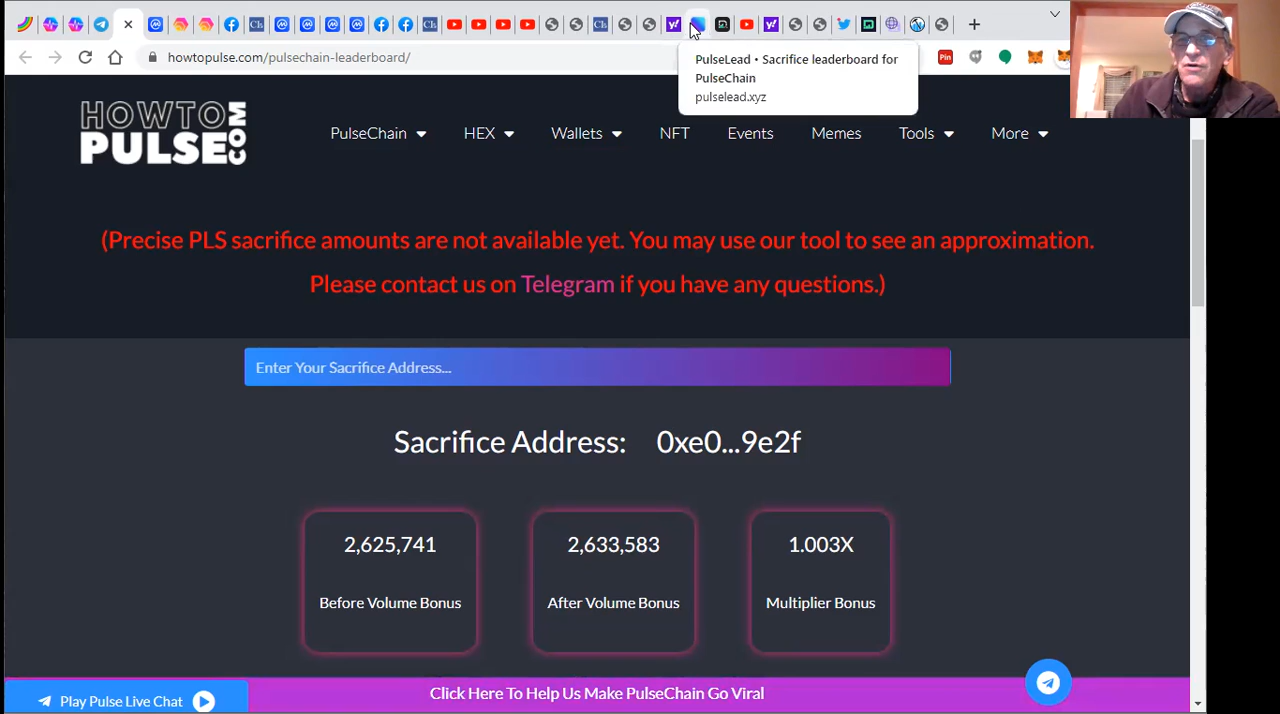 howtopulse.com/pulsechain-leaderboard/
PulseLead • Sacrifice leaderboard for
PulseChain
pulselead.xyz
Pin
HOWTO
PULSE
COM
PulseChain
HEX
Wallets
NFT
Events
Memes
Tools
More
(Precise PLS sacrifice amounts are not available yet. You may use our tool to see an approximation.
Please contact us on Telegram if you have any questions.)
Enter Your Sacrifice Address...
Sacrifice Address: 0xe0...9e2f
2,625,741
Before Volume Bonus
2,633,583
After Volume Bonus
1.003X
Multiplier Bonus
Play Pulse Live Chat
Click Here To Help Us Make PulseChain Go Viral